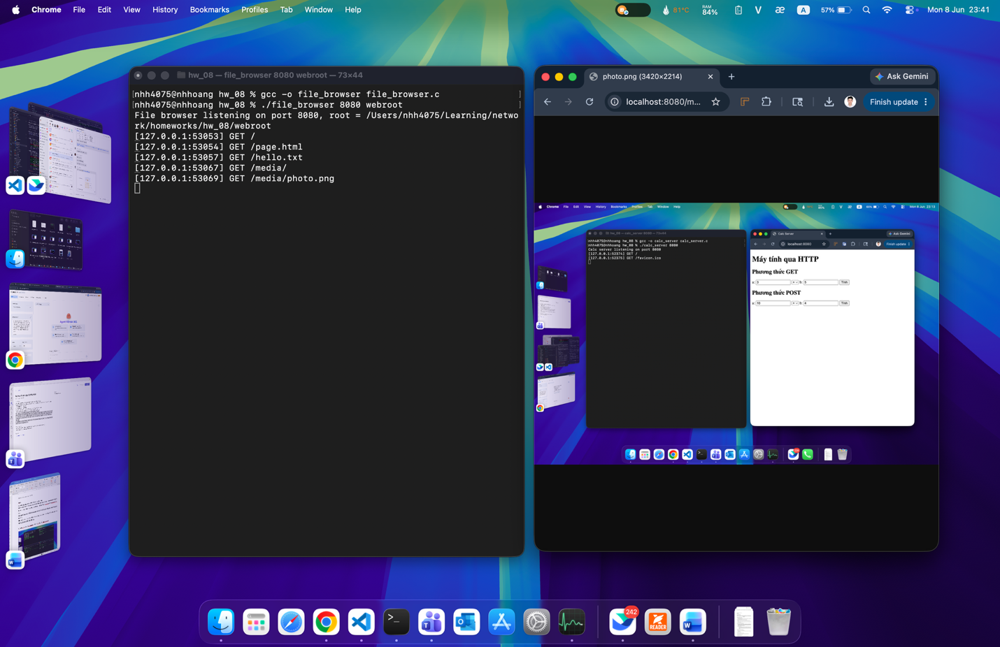 Chrome File Edit View History Bookmarks Profiles Tab Window Help
81°C RAM 84% V æ A 57% Mon 8 Jun 23:41
hw_08 — file_browser 8080 webroot — 73×44
[nhh4075@nhhoang hw_08 % gcc -o file_browser file_browser.c ]
[nhh4075@nhhoang hw_08 % ./file_browser 8080 webroot ]
File browser listening on port 8080, root = /Users/nhh4075/Learning/netwo
rk/homeworks/hw_08/webroot
[127.0.0.1:53053] GET /
[127.0.0.1:53054] GET /page.html
[127.0.0.1:53057] GET /hello.txt
[127.0.0.1:53067] GET /media/
[127.0.0.1:53069] GET /media/photo.png
photo.png (3420×2214)
Ask Gemini
localhost:8080/m...
Finish update
Chrome File Edit View History Bookmarks Profiles Tab Window Help
Mon 8 Jun 23:13
hw_08 — calc_server 8080 — 73×44
nhh4075@nhhoang hw_08 % gcc -o calc_server calc_server.c
nhh4075@nhhoang hw_08 % ./calc_server 8080
Calc server listening on port 8080
[127.0.0.1:52374] GET /
[127.0.0.1:52375] GET /favicon.ico
Calc Server
Ask Gemini
localhost:8080
Finish update
Máy tính qua HTTP
Phương thức GET
a: 3 + b: 5 Tính
Phương thức POST
a: 10 + b: 4 Tính
242
READER